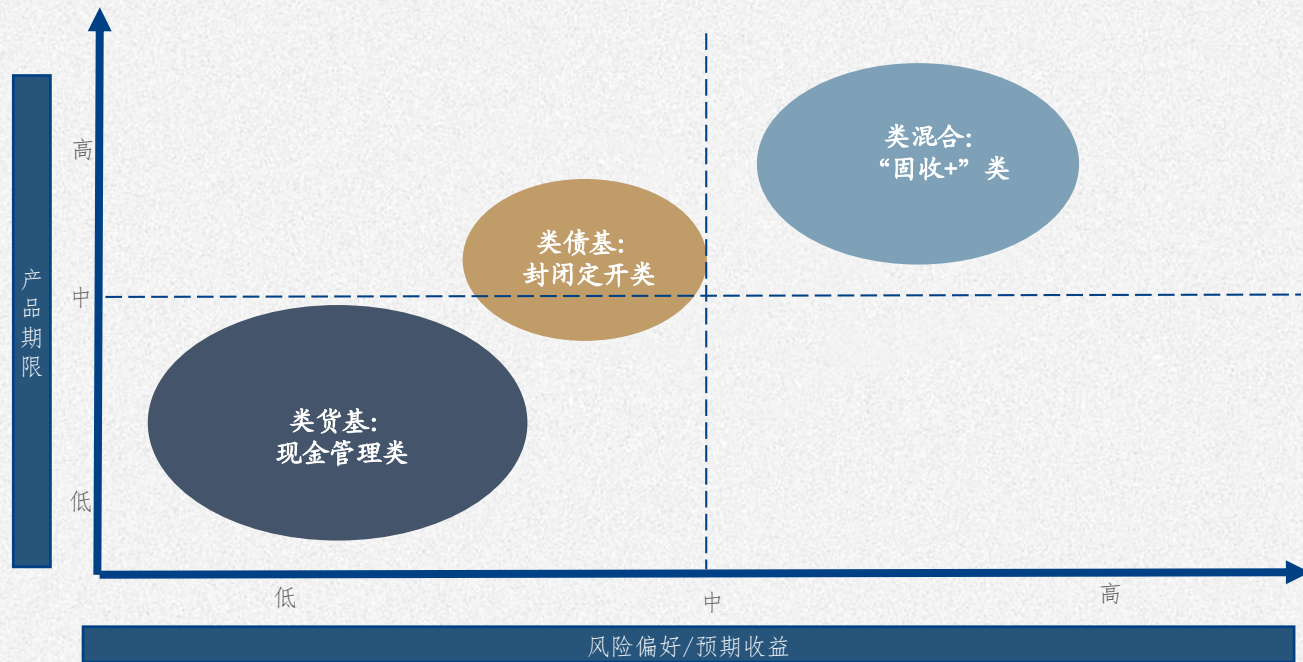 高
类混合：
“固收+”类
类债基：
封闭定开类
产品期限
中
类货基：
现金管理类
低
低
中
高
风险偏好/预期收益